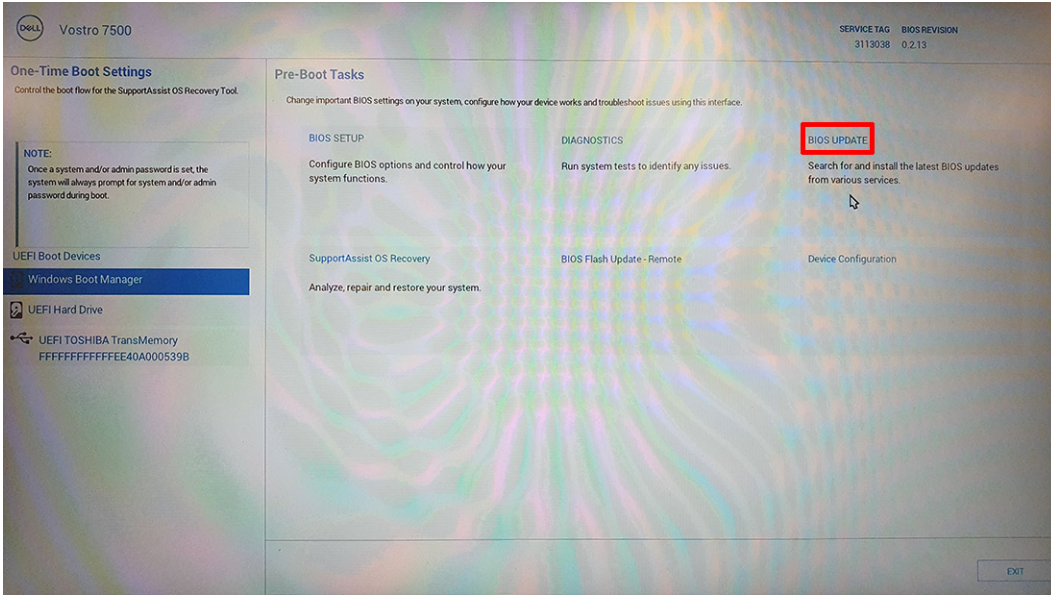 DELL
Vostro 7500
SERVICE TAG
3113038
BIOS REVISION
0.2.13
One-Time Boot Settings
Control the boot flow for the SupportAssist OS Recovery Tool.
NOTE:
Once a system and/or admin password is set, the
system will always prompt for system and/or admin
password during boot.
UEFI Boot Devices
Windows Boot Manager
UEFI Hard Drive
UEFI TOSHIBA TransMemory
FFFFFFFFFFFFEE40A000539B
Pre-Boot Tasks
Change important BIOS settings on your system, configure how your device works and troubleshoot issues using this interface.
BIOS SETUP
Configure BIOS options and control how your
system functions.
DIAGNOSTICS
Run system tests to identify any issues.
BIOS UPDATE
Search for and install the latest BIOS updates
from various services.
SupportAssist OS Recovery
Analyze, repair and restore your system.
BIOS Flash Update - Remote
Device Configuration
EXIT